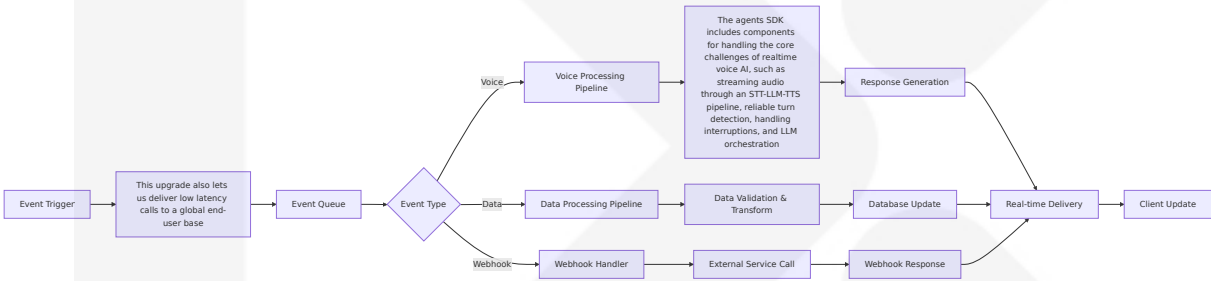 Event Trigger
This upgrade also lets
us deliver low latency
calls to a global end-
user base
Event Queue
Event Type
Voice
Voice Processing
Pipeline
The agents SDK
includes components
for handling the core
challenges of realtime
voice AI, such as
streaming audio
through an STT-LLM-TTS
pipeline, reliable turn
detection, handling
interruptions, and LLM
orchestration
Response Generation
Data
Data Processing Pipeline
Data Validation &
Transform
Database Update
Webhook
Webhook Handler
External Service Call
Webhook Response
Real-time Delivery
Client Update